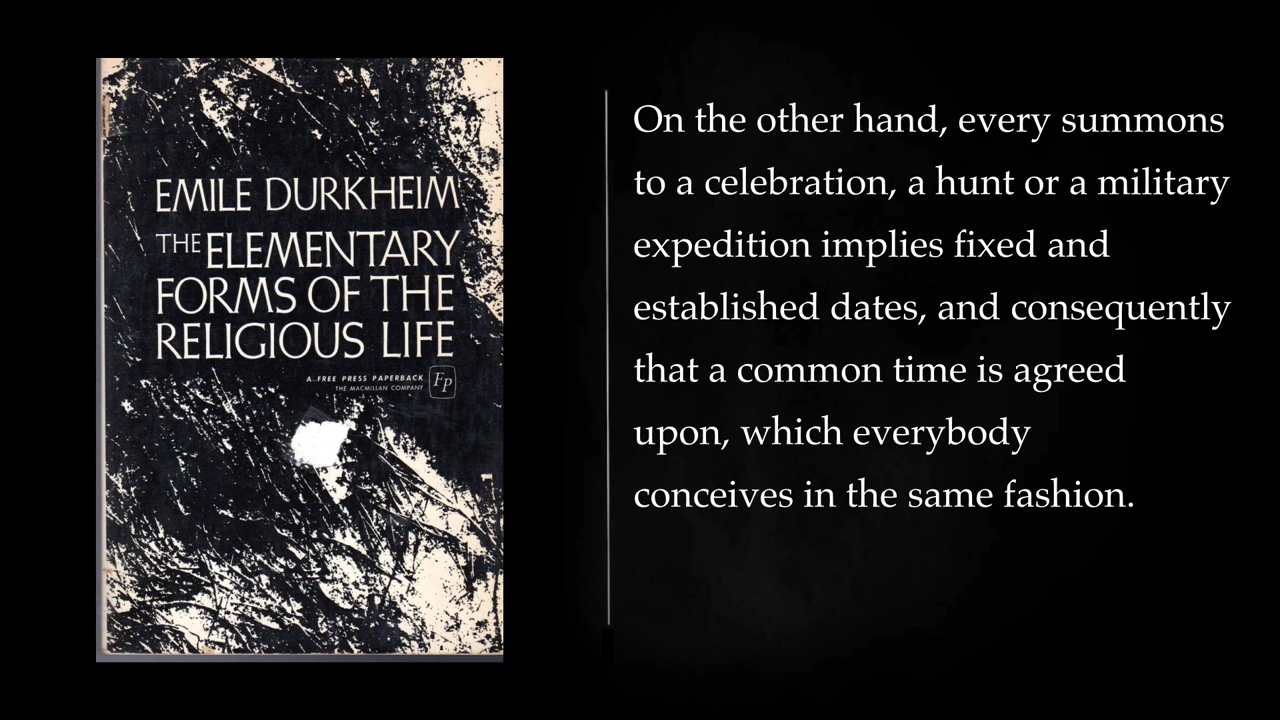 EMILE DURKHEIM
THE ELEMENTARY
FORMS OF THE
RELIGIOUS LIFE
A FREE PRESS PAPERBACK
THE MACMILLAN COMPANY
Fp
On the other hand, every summons
to a celebration, a hunt or a military
expedition implies fixed and
established dates, and consequently
that a common time is agreed
upon, which everybody
conceives in the same fashion.